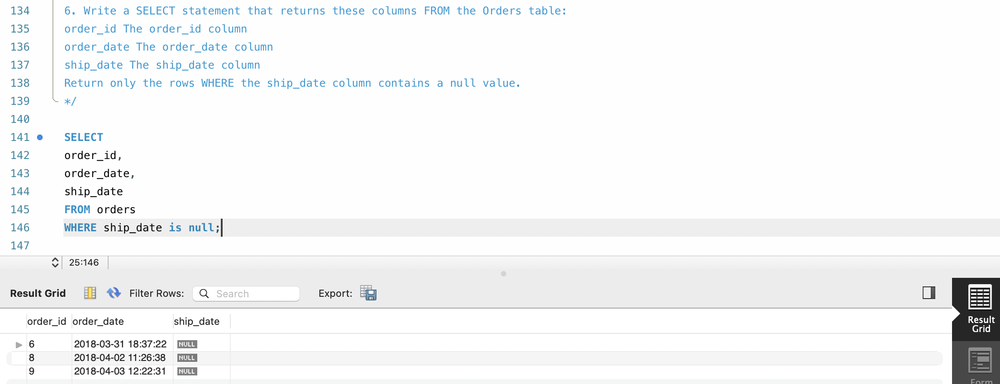 134 6. Write a SELECT statement that returns these columns FROM the Orders table:
135 order_id The order_id column
136 order_date The order_date column
137 ship_date The ship_date column
138 Return only the rows WHERE the ship_date column contains a null value.
139 */
140
141 SELECT
142 order_id,
143 order_date,
144 ship_date
145 FROM orders
146 WHERE ship_date is null;
147
25:146
Result Grid Filter Rows: Search Export:
order_id order_date ship_date
6 2018-03-31 18:37:22 NULL
8 2018-04-02 11:26:38 NULL
9 2018-04-03 12:22:31 NULL
Result
Grid
Form